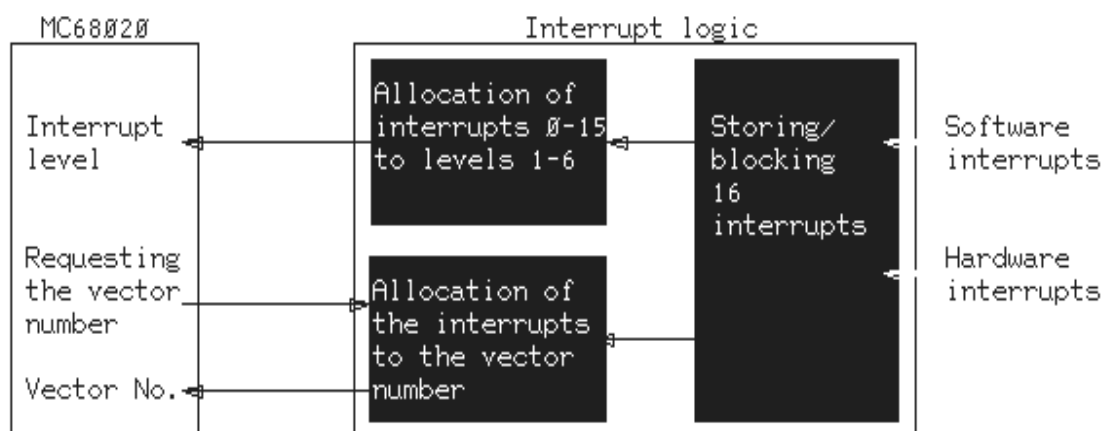 MC68020
Interrupt logic
Interrupt
level
Allocation of
interrupts 0-15
to levels 1-6
Storing/
blocking
16
interrupts
Software
interrupts
Hardware
interrupts
Requesting
the vector
number
Allocation of
the interrupts
to the vector
number
Vector No.